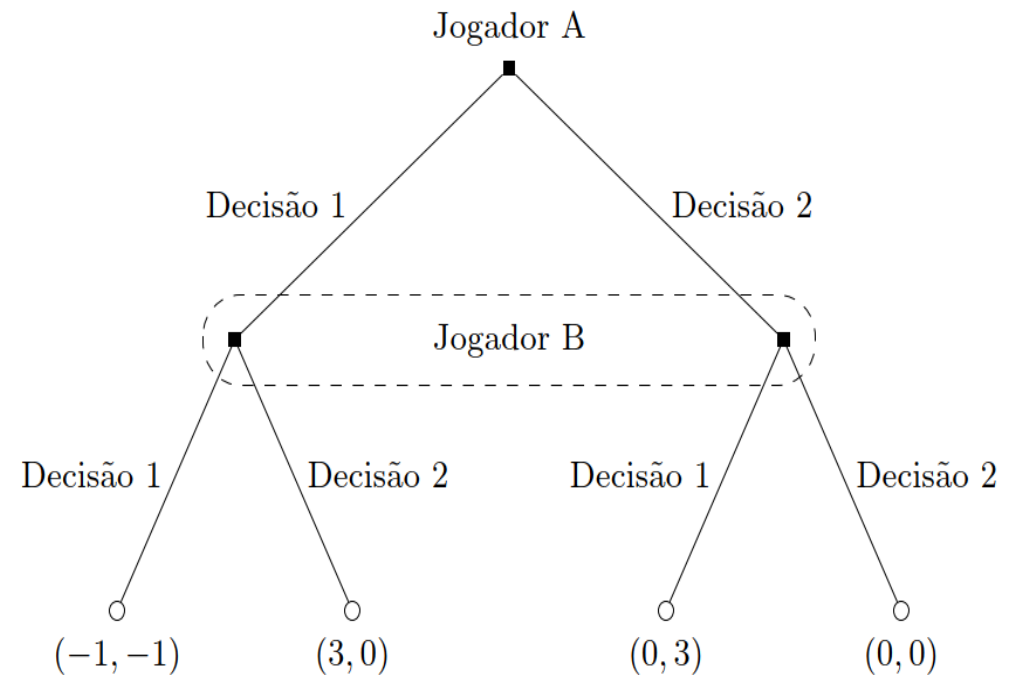 Jogador A
Decisão 1 Decisão 2
Jogador B
Decisão 1 Decisão 2 Decisão 1 Decisão 2
(−1, −1) (3, 0) (0, 3) (0, 0)